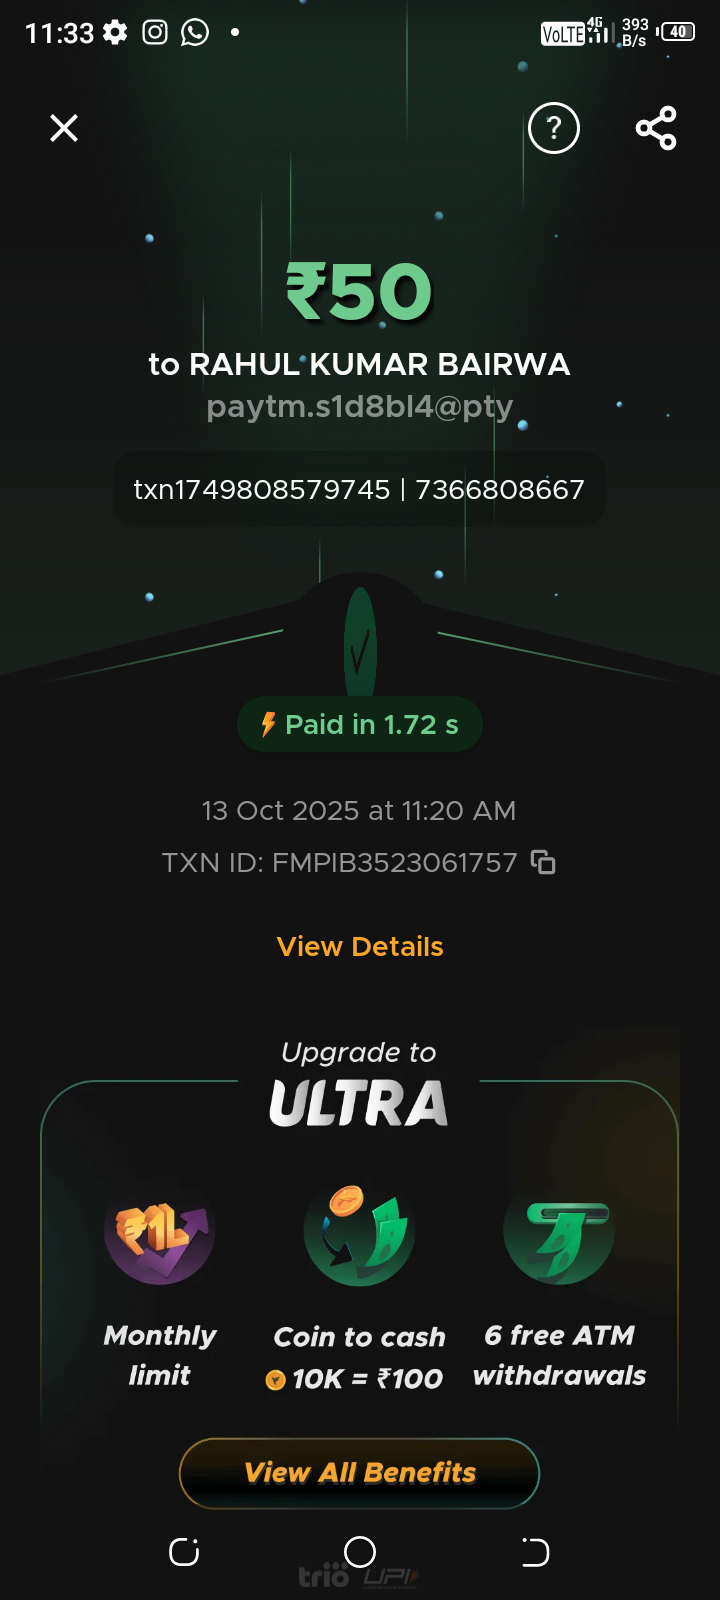 11:33
VoLTE 4G 393 B/s 40
?
₹50
to RAHUL KUMAR BAIRWA
paytm.s1d8bl4@pty
txn1749808579745 | 7366808667
Paid in 1.72 s
13 Oct 2025 at 11:20 AM
TXN ID: FMPIB3523061757
View Details
Upgrade to
ULTRA
₹1L
Monthly limit
Coin to cash
10K = ₹100
6 free ATM withdrawals
View All Benefits
trio UPI